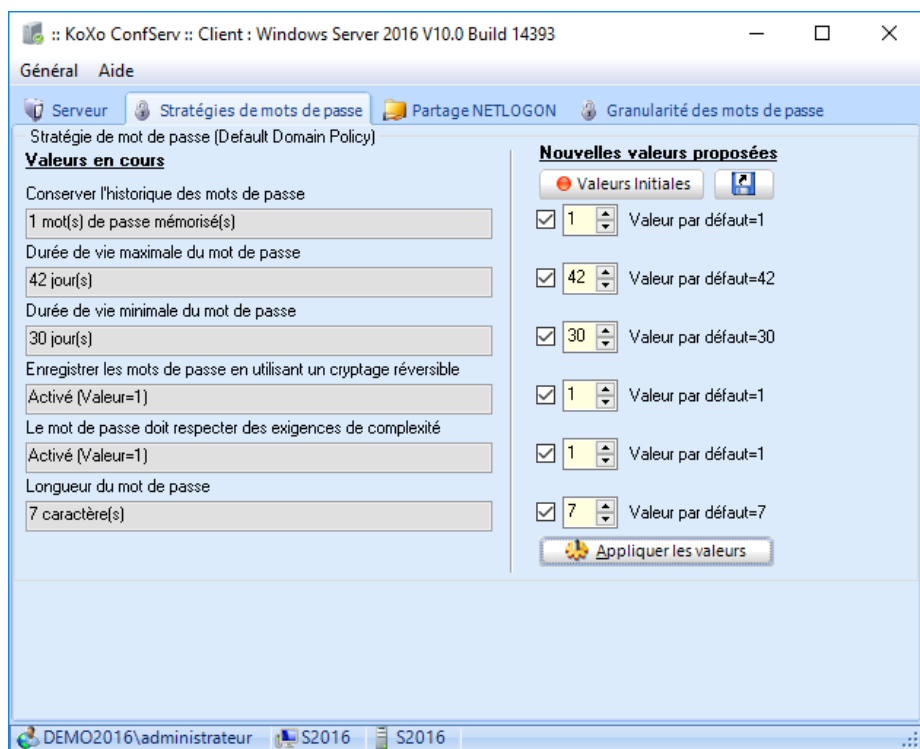 :: KoXo ConfServ :: Client : Windows Server 2016 V10.0 Build 14393
Général Aide
Serveur Stratégies de mots de passe Partage NETLOGON Granularité des mots de passe
Stratégie de mot de passe (Default Domain Policy)
Valeurs en cours
Nouvelles valeurs proposées
Valeurs Initiales
Conserver l'historique des mots de passe
1 mot(s) de passe mémorisé(s)
1 Valeur par défaut=1
Durée de vie maximale du mot de passe
42 jour(s)
42 Valeur par défaut=42
Durée de vie minimale du mot de passe
30 jour(s)
30 Valeur par défaut=30
Enregistrer les mots de passe en utilisant un cryptage réversible
Activé (Valeur=1)
1 Valeur par défaut=1
Le mot de passe doit respecter des exigences de complexité
Activé (Valeur=1)
1 Valeur par défaut=1
Longueur du mot de passe
7 caractère(s)
7 Valeur par défaut=7
Appliquer les valeurs
DEMO2016\administrateur S2016 S2016